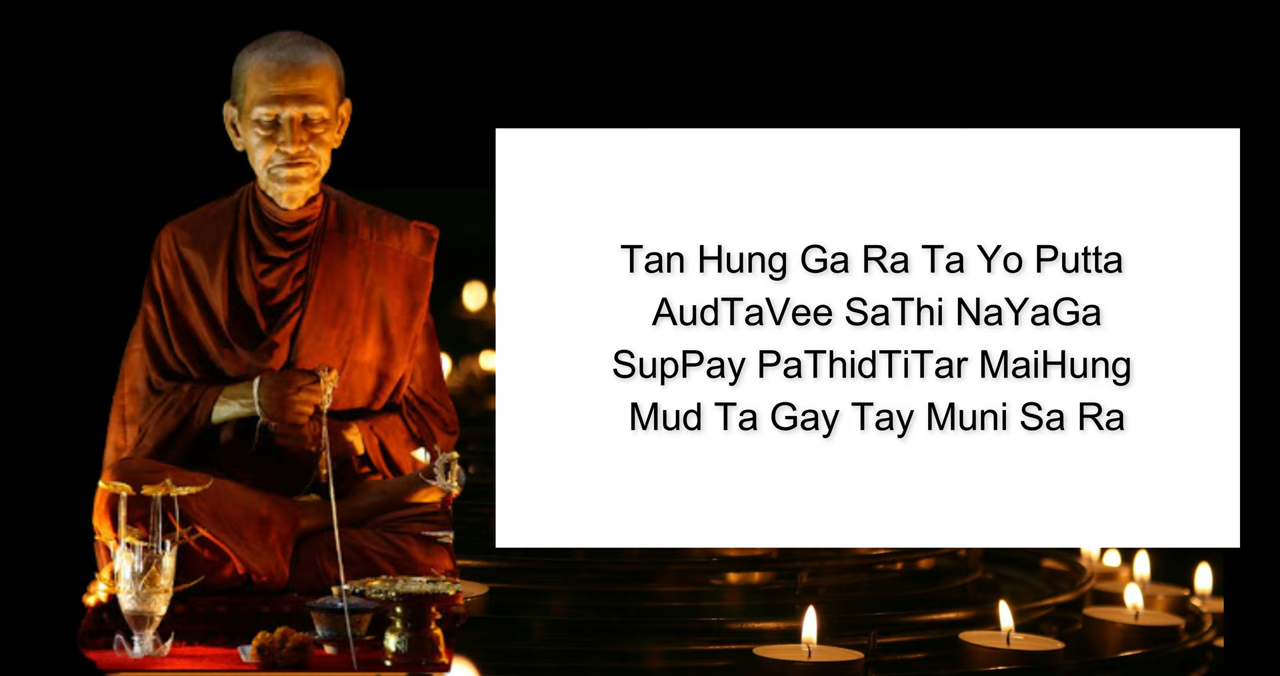 Tan Hung Ga Ra Ta Yo Putta
AudTaVee SaThi NaYaGa
SupPay PaThidTiTar MaiHung
Mud Ta Gay Tay Muni Sa Ra